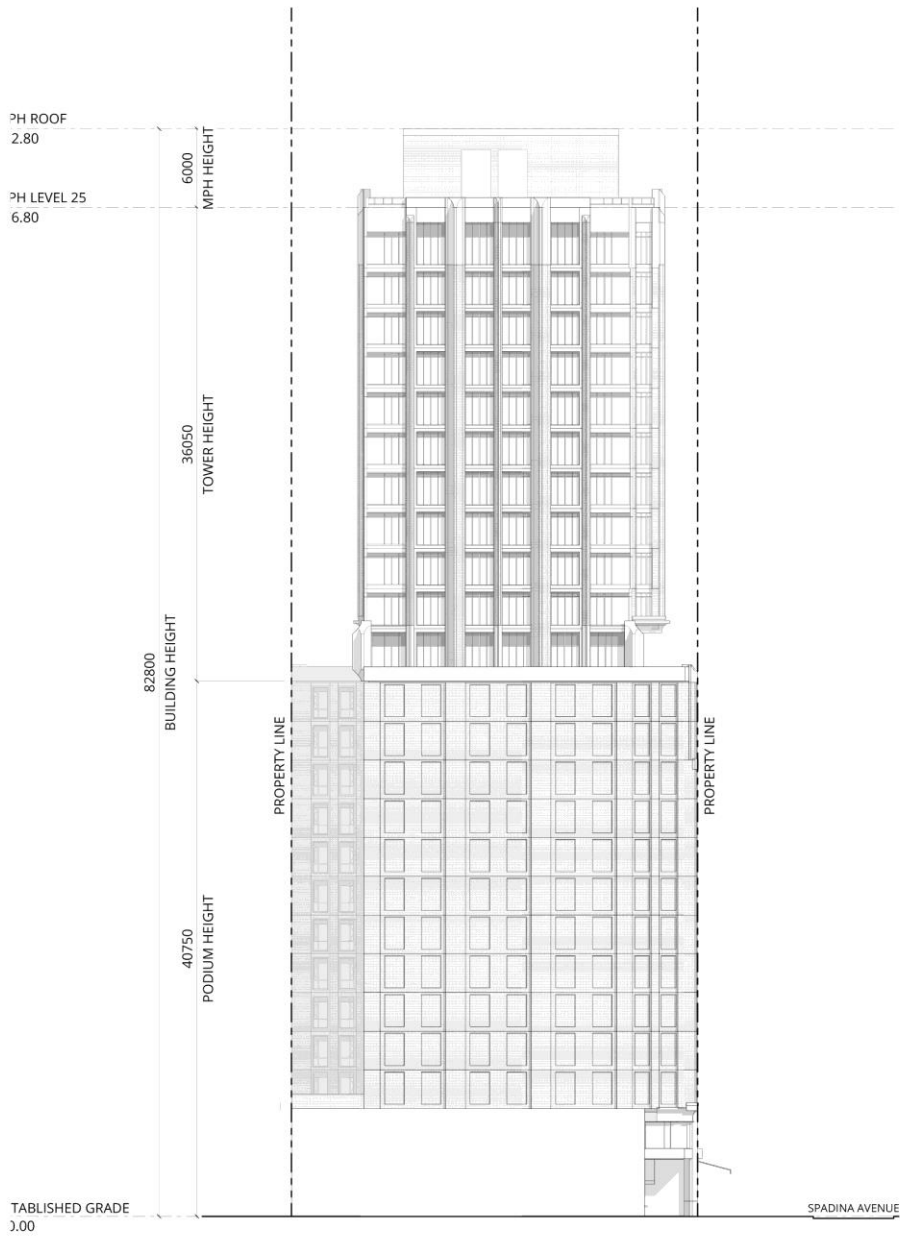 PH ROOF
2.80
6000
MPH HEIGHT
PH LEVEL 25
6.80
36050
TOWER HEIGHT
82800
BUILDING HEIGHT
PROPERTY LINE
PROPERTY LINE
40750
PODIUM HEIGHT
TABLISHED GRADE
0.00
SPADINA AVENUE